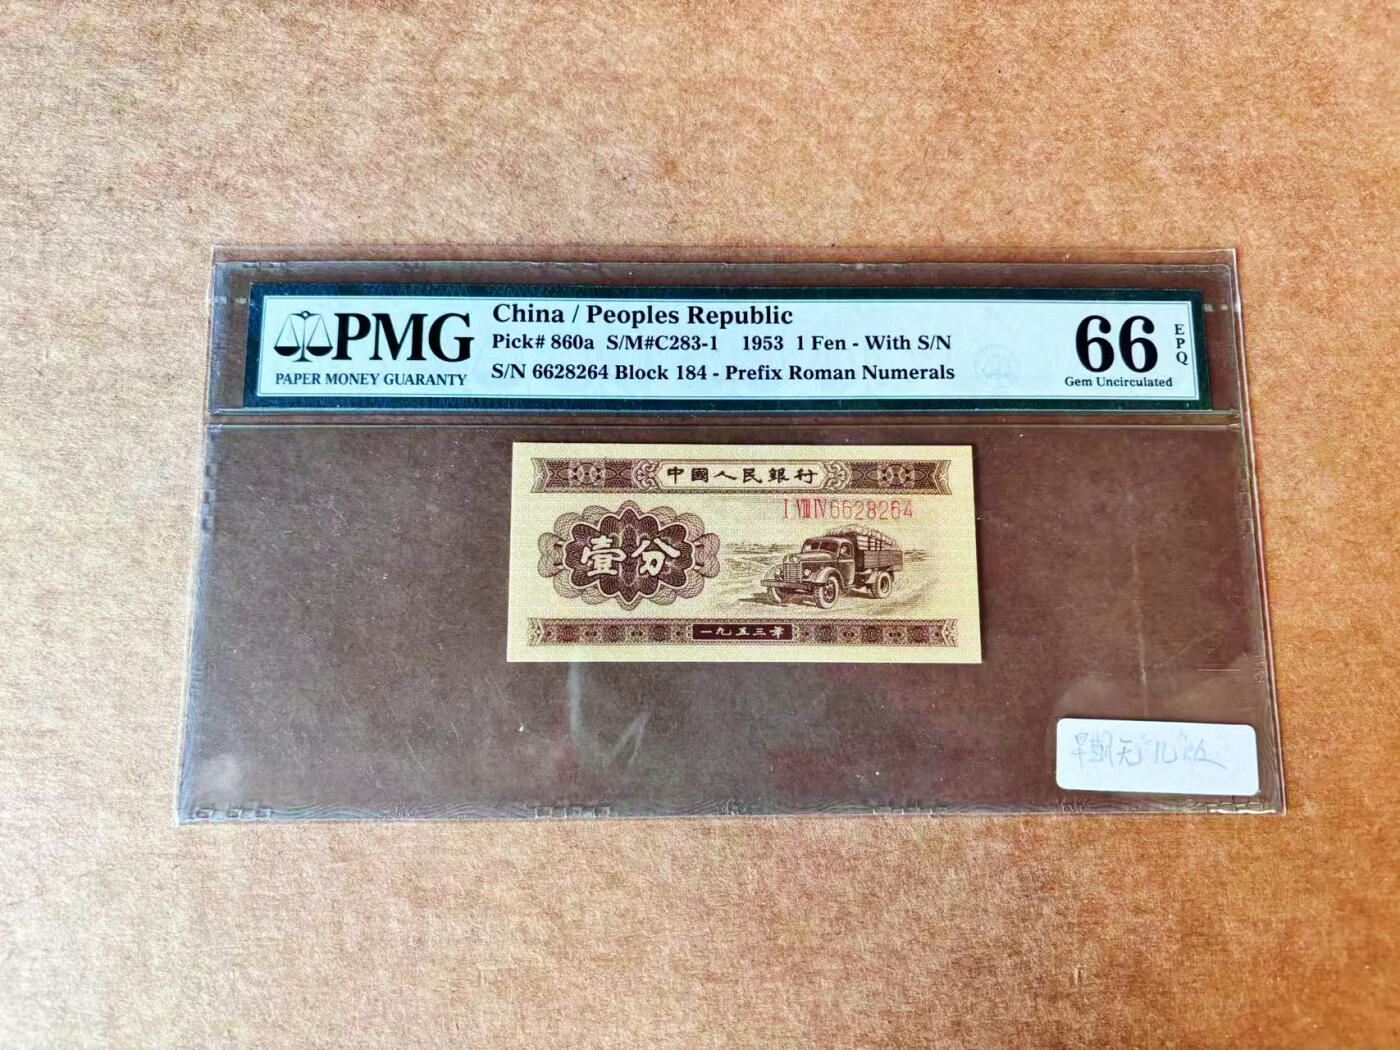 PMG
PAPER MONEY GUARANTY
China / Peoples Republic
Pick# 860a S/M#C283-1 1953 1 Fen - With S/N
S/N 6628264 Block 184 - Prefix Roman Numerals
66
EPQ
Gem Uncirculated
中國人民銀行
I VIII IV 6628264
壹分
一九五三年
早期无"儿"版